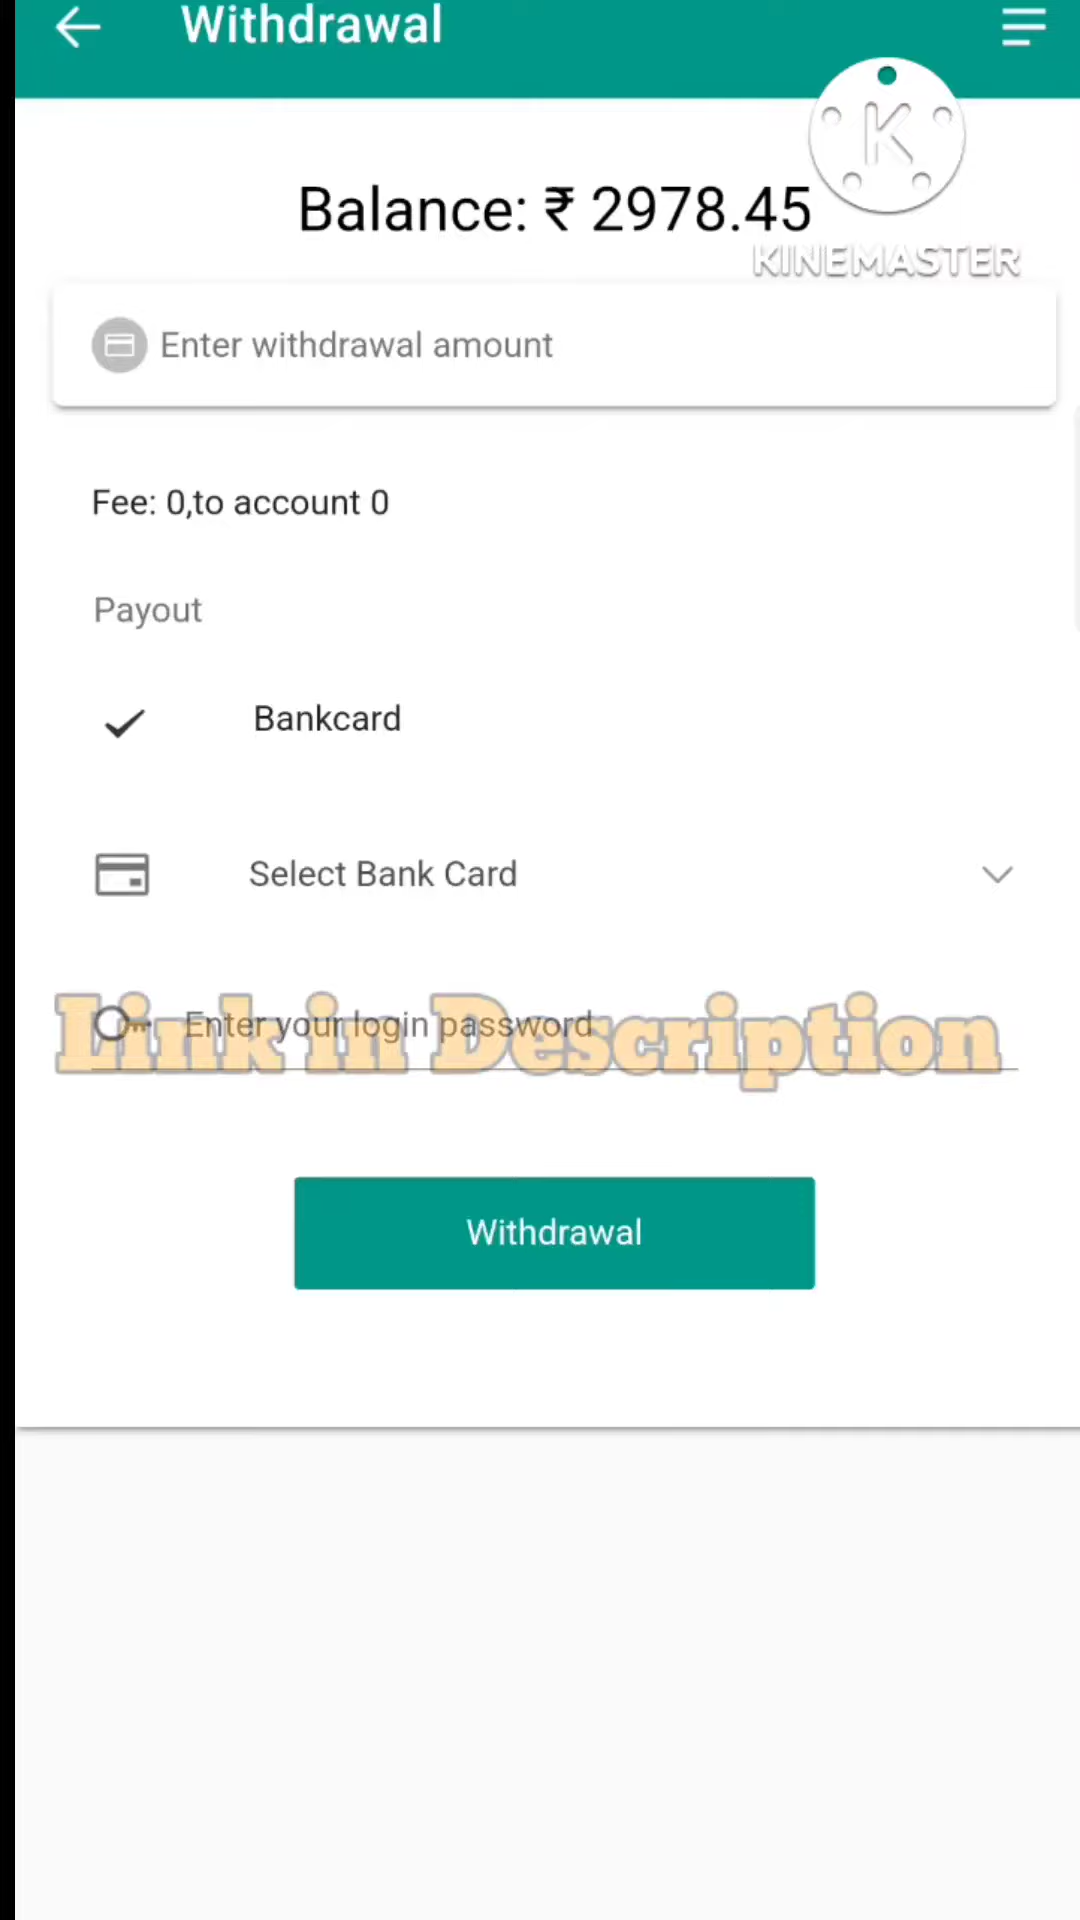 Withdrawal
K
Balance: ₹ 2978.45
KINEMASTER
Enter withdrawal amount
Fee: 0,to account 0
Payout
Bankcard
Select Bank Card
Enter your login password
Link in Description
Withdrawal